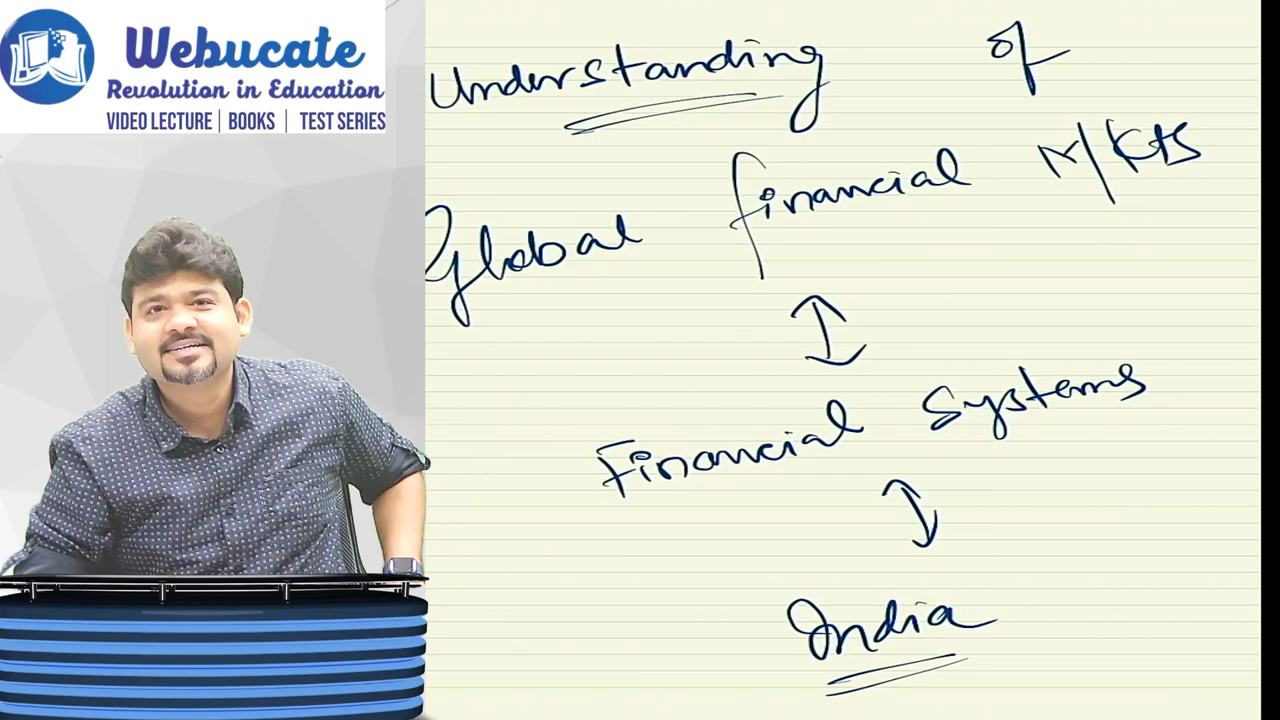 Webucate
Revolution in Education
VIDEO LECTURE | BOOKS | TEST SERIES
Understanding of
Global financial M/Kts
Financial Systems
India